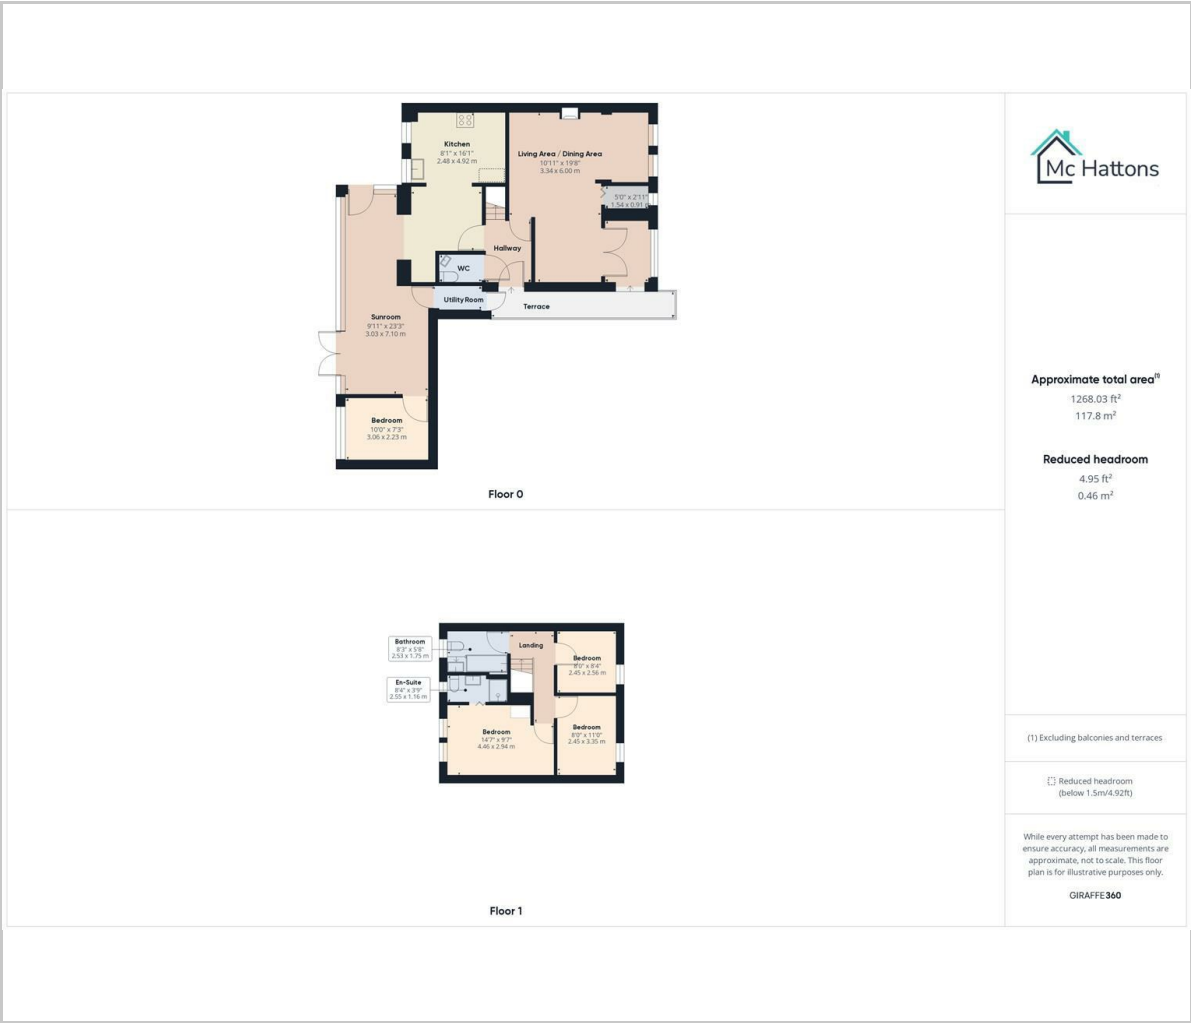 Kitchen
8'1" x 16'1"
2.48 x 4.92 m
Living Area / Dining Area
10'11" x 19'8"
3.34 x 6.00 m
5'0" x 2'11"
1.54 x 0.91
Hallway
WC
Utility Room
Terrace
Sunroom
9'11" x 23'3"
3.03 x 7.10 m
Bedroom
10'0" x 7'3"
3.06 x 2.23 m
Floor 0
Bathroom
8'3" x 5'8"
2.53 x 1.75 m
Landing
Bedroom
8'0" x 8'4"
2.45 x 2.56 m
En-Suite
8'4" x 3'9"
2.55 x 1.16 m
Bedroom
14'7" x 9'7"
4.46 x 2.94 m
Bedroom
8'0" x 11'0"
2.45 x 3.35 m
Floor 1
Mc Hattons
Approximate total area(1)
1268.03 ft²
117.8 m²
Reduced headroom
4.95 ft²
0.46 m²
(1) Excluding balconies and terraces
Reduced headroom
(below 1.5m/4.92ft)
While every attempt has been made to
ensure accuracy, all measurements are
approximate, not to scale. This floor
plan is for illustrative purposes only.
GIRAFFE360